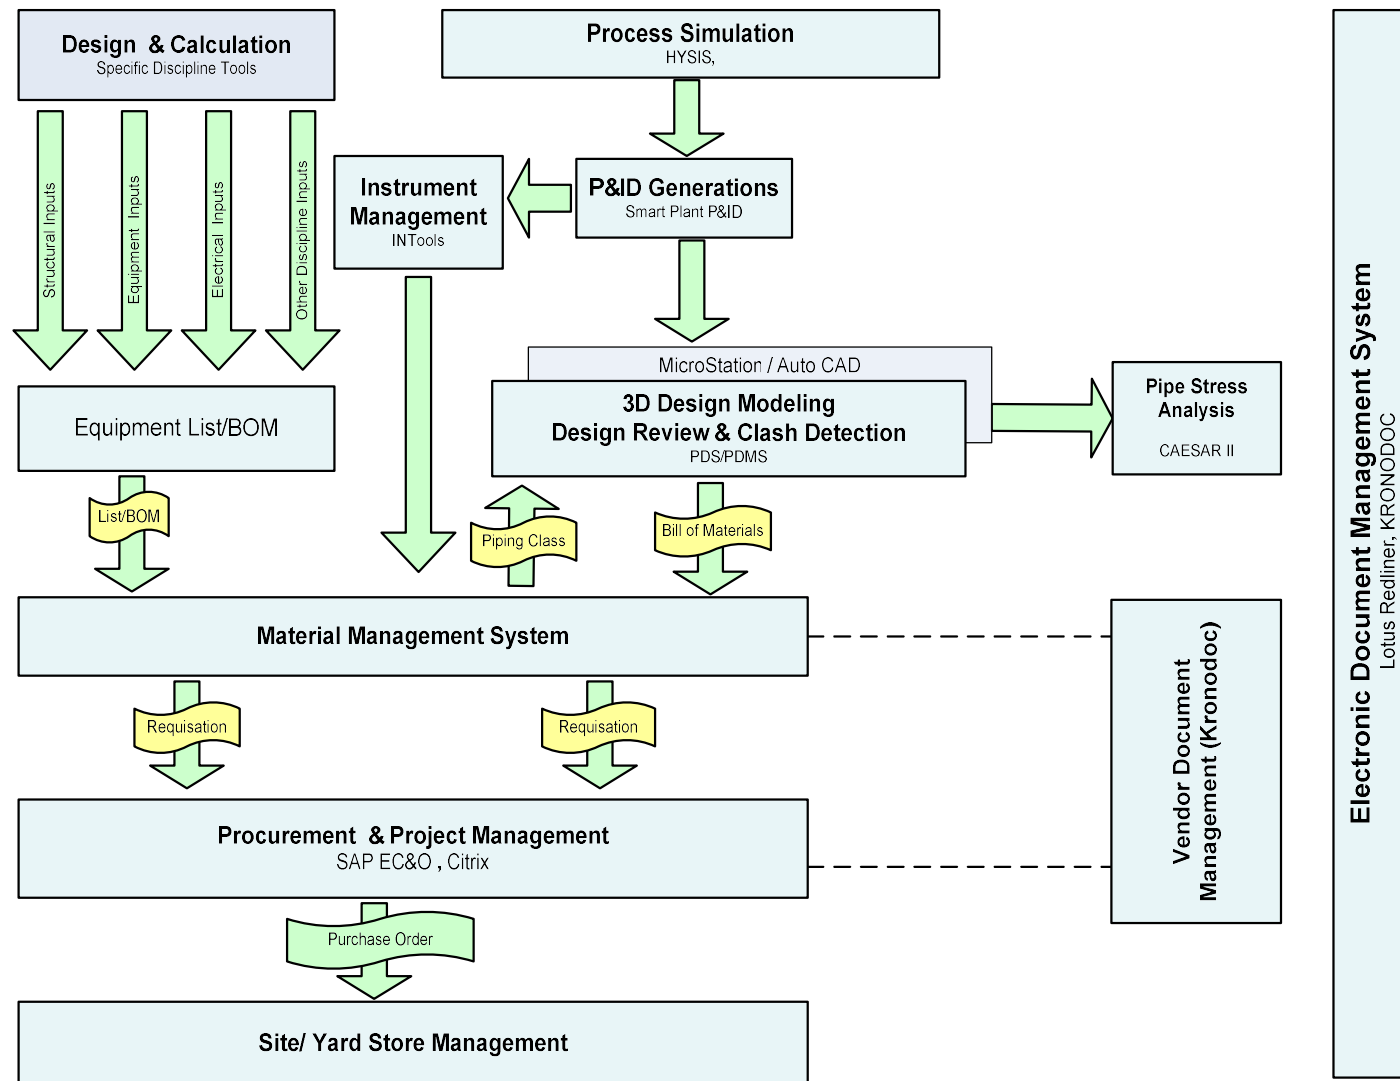 Design & Calculation
Specific Discipline Tools
Process Simulation
HYSIS,
Structural Inputs
Equipment Inputs
Electrical Inputs
Other Discipline Inputs
Instrument
Management
INTools
P&ID Generations
Smart Plant P&ID
MicroStation / Auto CAD
3D Design Modeling
Design Review & Clash Detection
PDS/PDMS
Pipe Stress
Analysis
CAESAR II
Equipment List/BOM
List/BOM
Piping Class
Bill of Materials
Material Management System
Requisation
Requisation
Procurement & Project Management
SAP EC&O , Citrix
Purchase Order
Site/ Yard Store Management
Vendor Document
Management (Kronodoc)
Electronic Document Management System
Lotus Redliner, KRONODOC